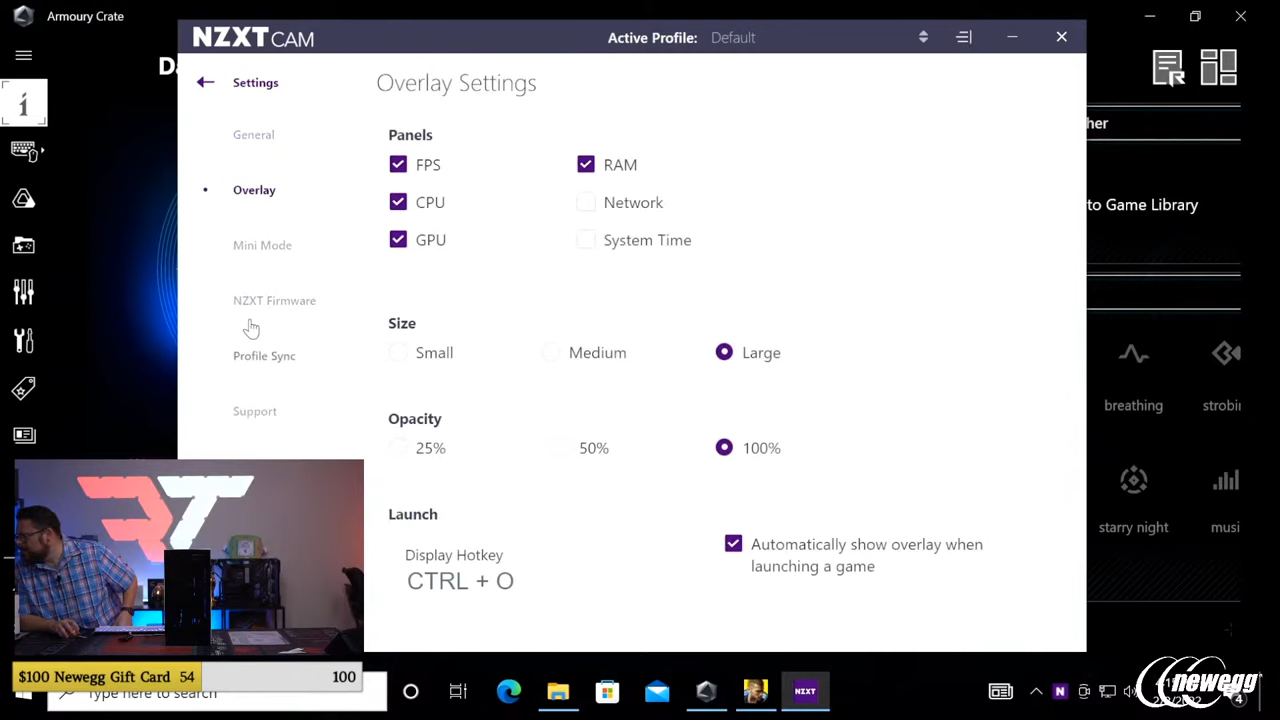 Armoury Crate
NZXT CAM
Active Profile: Default
Settings
General
Overlay
Mini Mode
NZXT Firmware
Profile Sync
Support
Overlay Settings
Panels
FPS
RAM
CPU
Network
GPU
System Time
Size
Small
Medium
Large
Opacity
25%
50%
100%
Launch
Display Hotkey
CTRL + O
Automatically show overlay when
launching a game
to Game Library
breathing
starry night
$100 Newegg Gift Card 54
100
Type here to search
NZXT
newegg